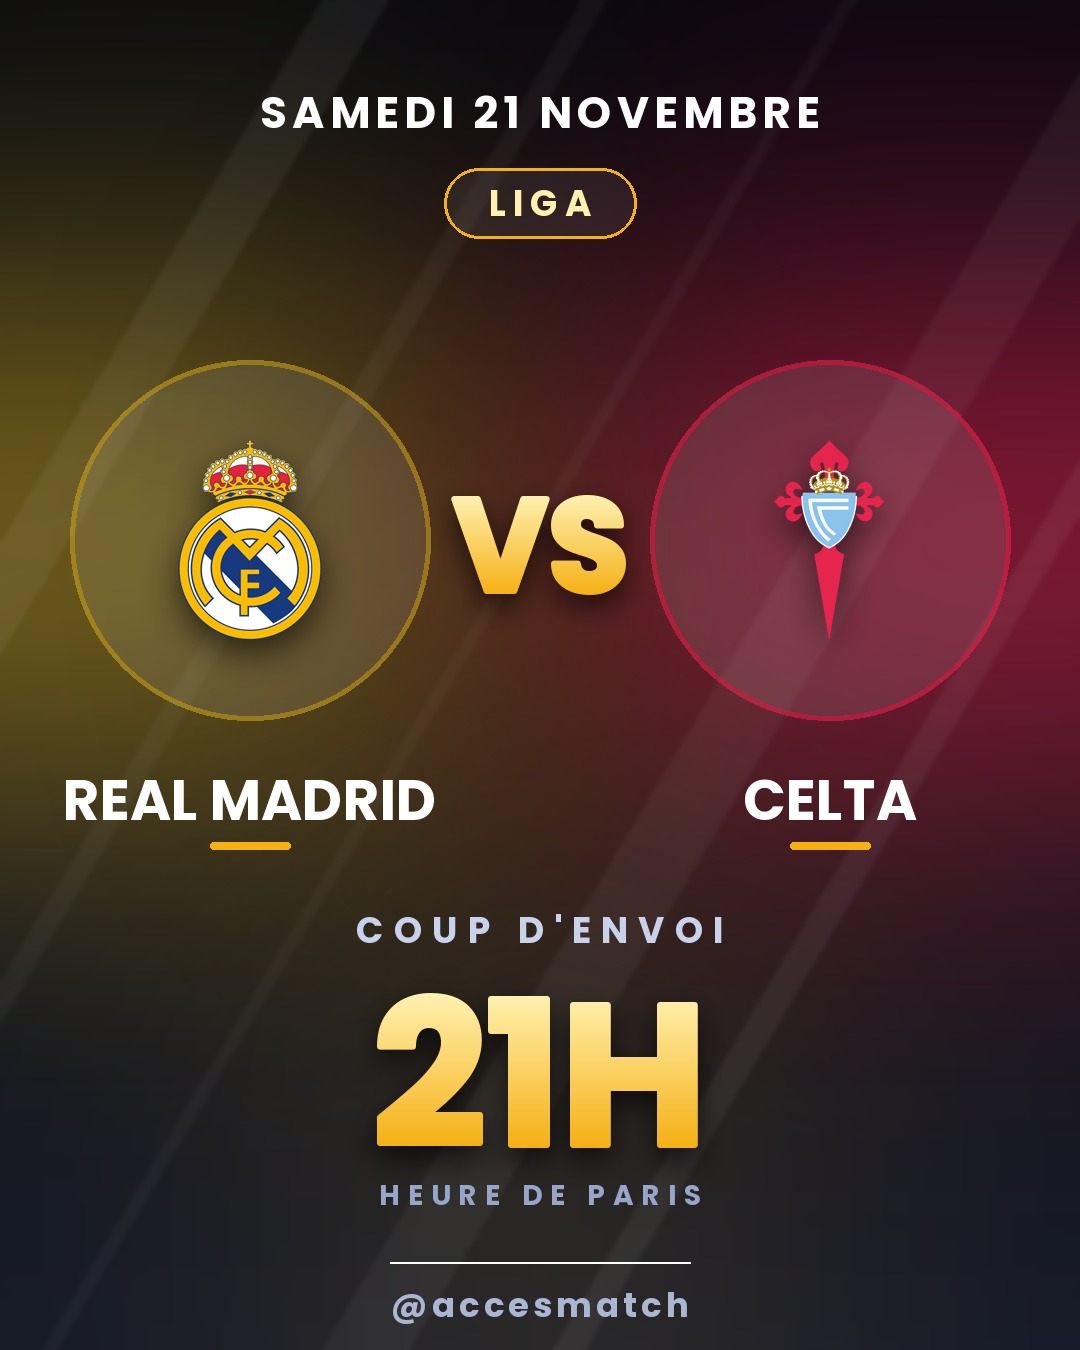 SAMEDI 21 NOVEMBRE
LIGA
VS
REAL MADRID
CELTA
COUP D'ENVOI
21H
HEURE DE PARIS
@accesmatch